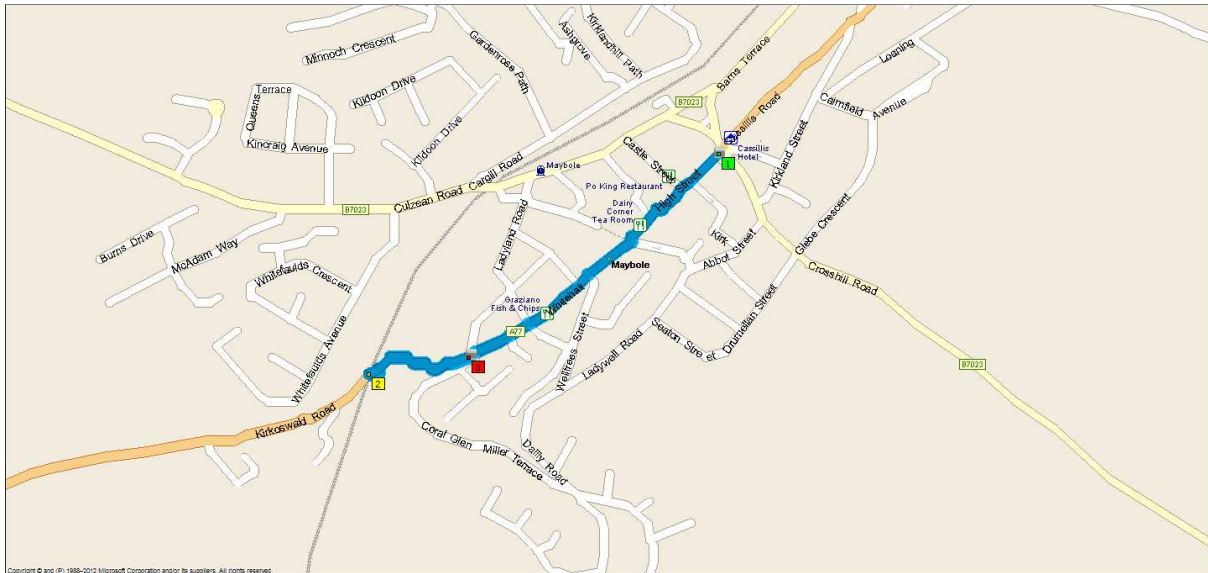 Minnoch Crescent
Gardenrose Path
Ashgrove
Kirklandhill Path
Barns Terrace
Loaning
Queens
Terrace
Kildoon Drive
B7023
Cassillis Road
Cairnfield
Avenue
Kincraig Avenue
Kildoon Drive
Castle Street
Cassillis
Hotel
1
Kirkland Street
Culzean Road
Cargill Road
Maybole
Po King Restaurant
High Street
B7023
Dairy
Corner
Tea Room
Ladyland Road
Kirk
Abbot Street
Glebe Crescent
Burns Drive
McAdam Way
Whitefaulds Crescent
Maybole
Crosshill Road
Graziano
Fish & Chips
Whitehall
A77
Seaton Street
Drumellan Street
Whitefaulds Avenue
Welltrees Street
Ladywell Road
B7023
3
2
Kirkoswald Road
Coral Glen
Miller Terrace
Dailly Road
Copyright © and (P) 1988–2012 Microsoft Corporation and/or its suppliers. All rights reserved.